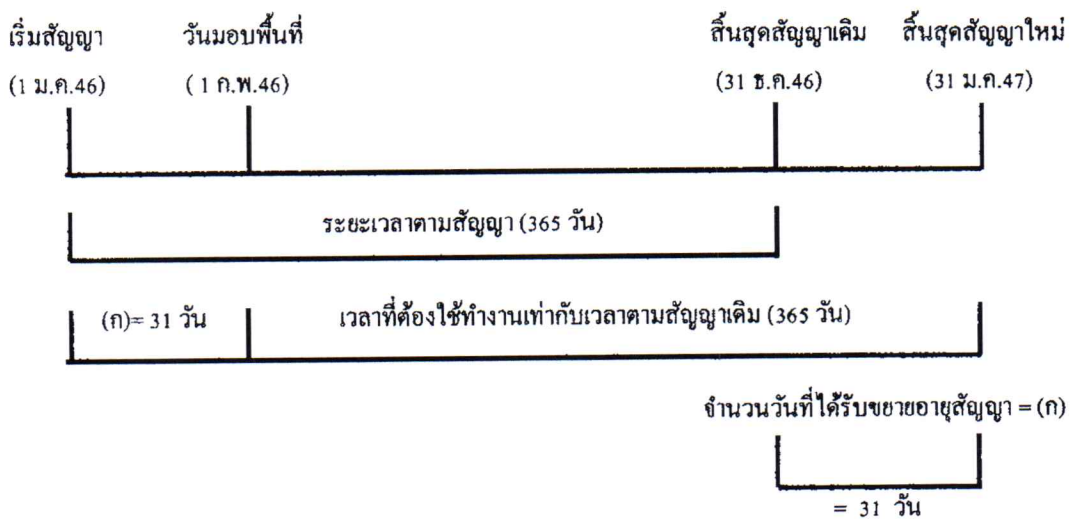 เริ่มสัญญา วันมอบพื้นที่ สิ้นสุดสัญญาเดิม สิ้นสุดสัญญาใหม่
(1 ม.ค.46) ( 1 ก.พ.46) (31 ธ.ค.46) (31 ม.ค.47)
ระยะเวลาตามสัญญา (365 วัน)
(ก)= 31 วัน เวลาที่ต้องใช้ทำงานเท่ากับเวลาตามสัญญาเดิม (365 วัน)
จำนวนวันที่ได้รับขยายอายุสัญญา = (ก)
= 31 วัน